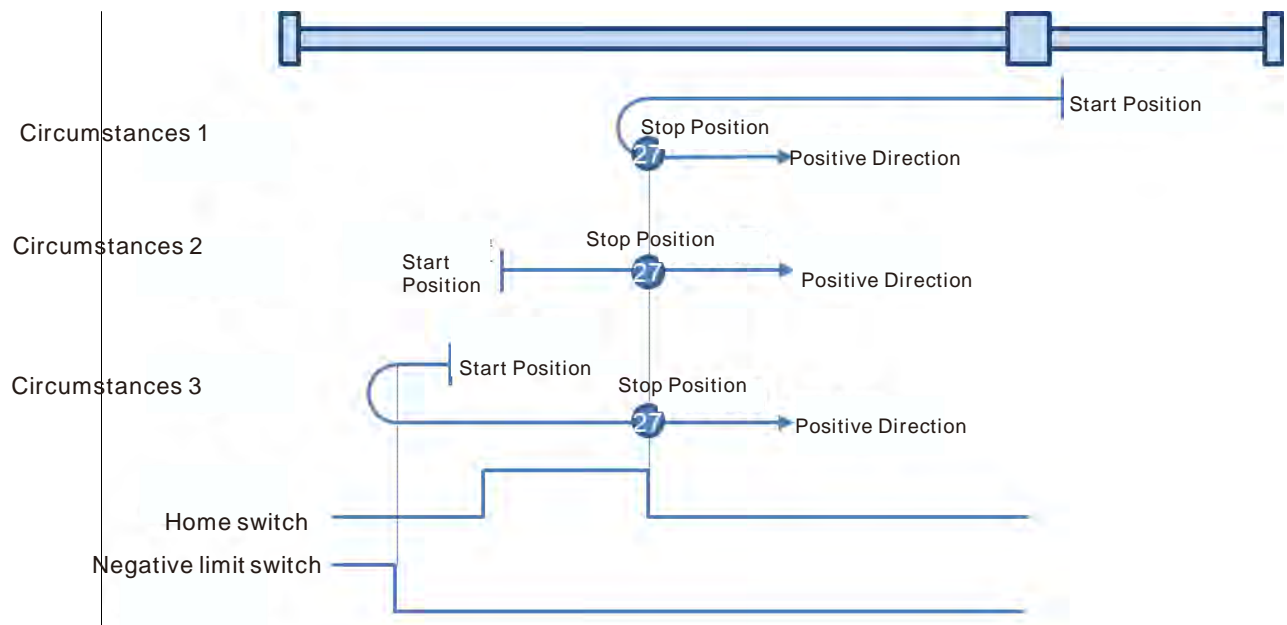 Start Position
Circumstances 1
Stop Position
27
Positive Direction
Circumstances 2
Stop Position
Start
Position
27
Positive Direction
Start Position
Circumstances 3
Stop Position
27
Positive Direction
Home switch
Negative limit switch